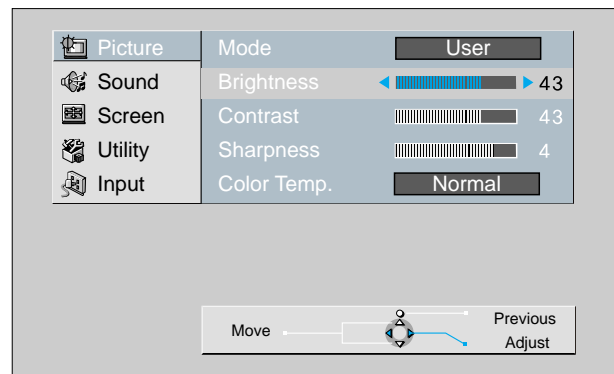 Picture Mode User
Sound Brightness 43
Screen Contrast 43
Utility Sharpness 4
Input Color Temp. Normal
Move Previous
Adjust